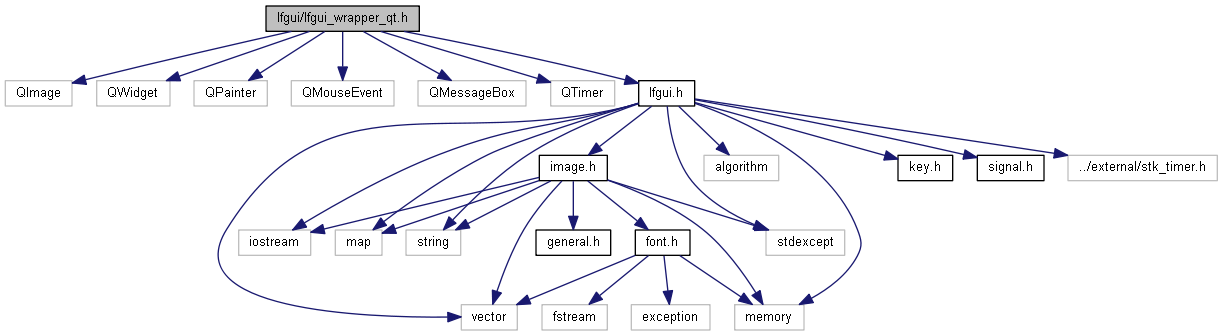 lfgui/lfgui_wrapper_qt.h
QImage
QWidget
QPainter
QMouseEvent
QMessageBox
QTimer
lfgui.h
image.h
algorithm
key.h
signal.h
../external/stk_timer.h
iostream
map
string
general.h
font.h
stdexcept
vector
fstream
exception
memory